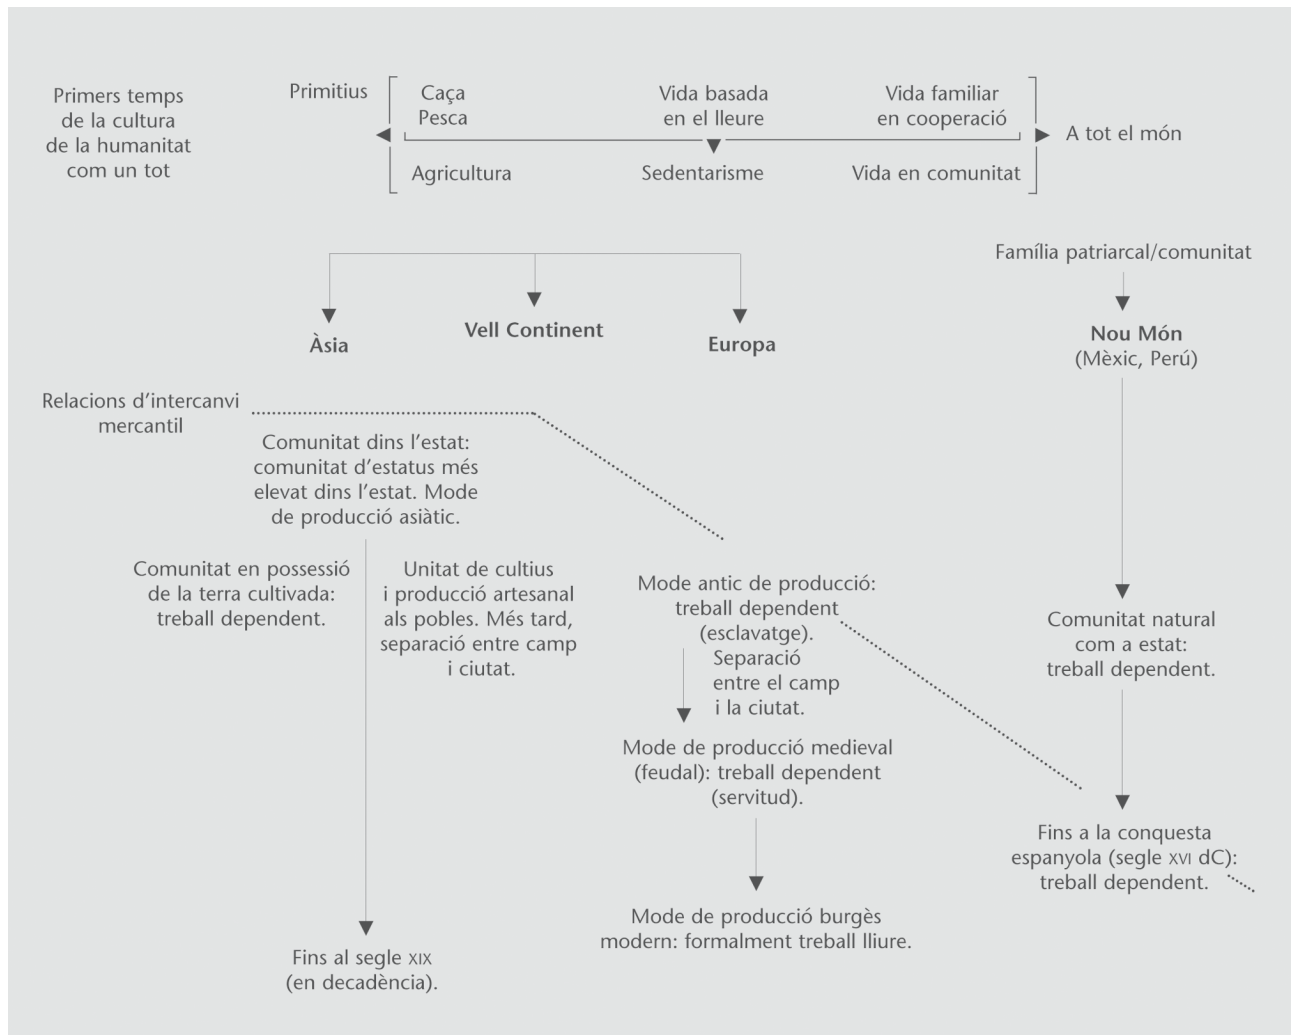 Primers temps
de la cultura
de la humanitat
com un tot
Primitius
Caça
Pesca
Vida basada
en el lleure
Vida familiar
en cooperació
A tot el món
Agricultura
Sedentarisme
Vida en comunitat
Família patriarcal/comunitat
Àsia
Vell Continent
Europa
Nou Món
(Mèxic, Perú)
Relacions d’intercanvi
mercantil
Comunitat dins l’estat:
comunitat d’estatus més
elevat dins l’estat. Mode
de producció asiàtic.
Comunitat en possessió
de la terra cultivada:
treball dependent.
Unitat de cultius
i producció artesanal
als pobles. Més tard,
separació entre camp
i ciutat.
Mode antic de producció:
treball dependent
(esclavatge).
Separació
entre el camp
i la ciutat.
Comunitat natural
com a estat:
treball dependent.
Mode de producció medieval
(feudal): treball dependent
(servitud).
Fins a la conquesta
espanyola (segle XVI dC):
treball dependent.
Mode de producció burgès
modern: formalment treball lliure.
Fins al segle XIX
(en decadència).